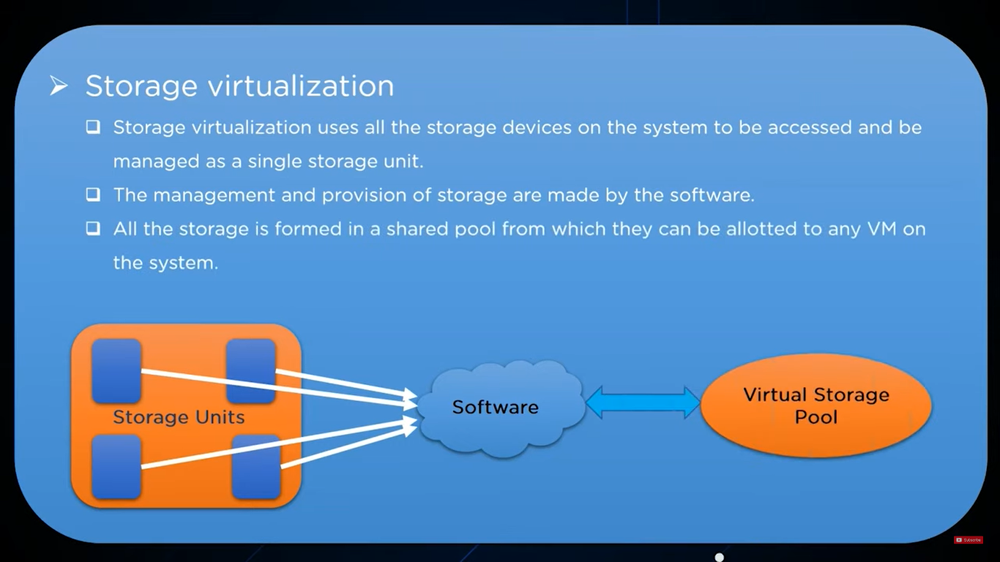 Storage virtualization
Storage virtualization uses all the storage devices on the system to be accessed and be
managed as a single storage unit.
The management and provision of storage are made by the software.
All the storage is formed in a shared pool from which they can be allotted to any VM on
the system.
Storage Units
Software
Virtual Storage
Pool
Subscribe